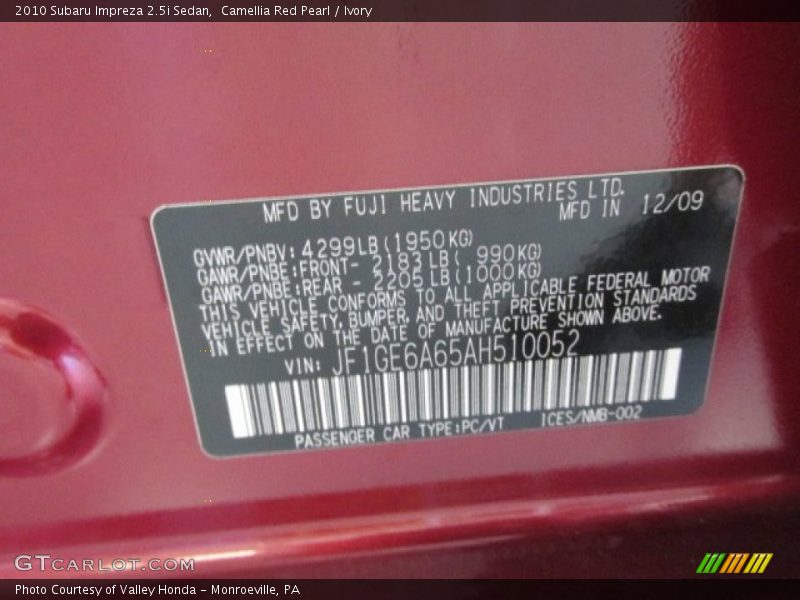 2010 Subaru Impreza 2.5i Sedan,  Camellia Red Pearl / Ivory
MFD BY FUJI HEAVY INDUSTRIES LTD.
MFD IN 12/09
GVWR/PNBV: 4299LB(1950KG)
GAWR/PNBE:FRONT- 2183LB( 990KG)
GAWR/PNBE:REAR - 2205LB(1000KG)
THIS VEHICLE CONFORMS TO ALL APPLICABLE FEDERAL MOTOR
VEHICLE SAFETY, BUMPER, AND THEFT PREVENTION STANDARDS
IN EFFECT ON THE DATE OF MANUFACTURE SHOWN ABOVE.
VIN: JF1GE6A65AH510052
PASSENGER CAR TYPE:PC/VT ICES/NMB-002
GTCARLOT.COM
Photo Courtesy of Valley Honda - Monroeville, PA